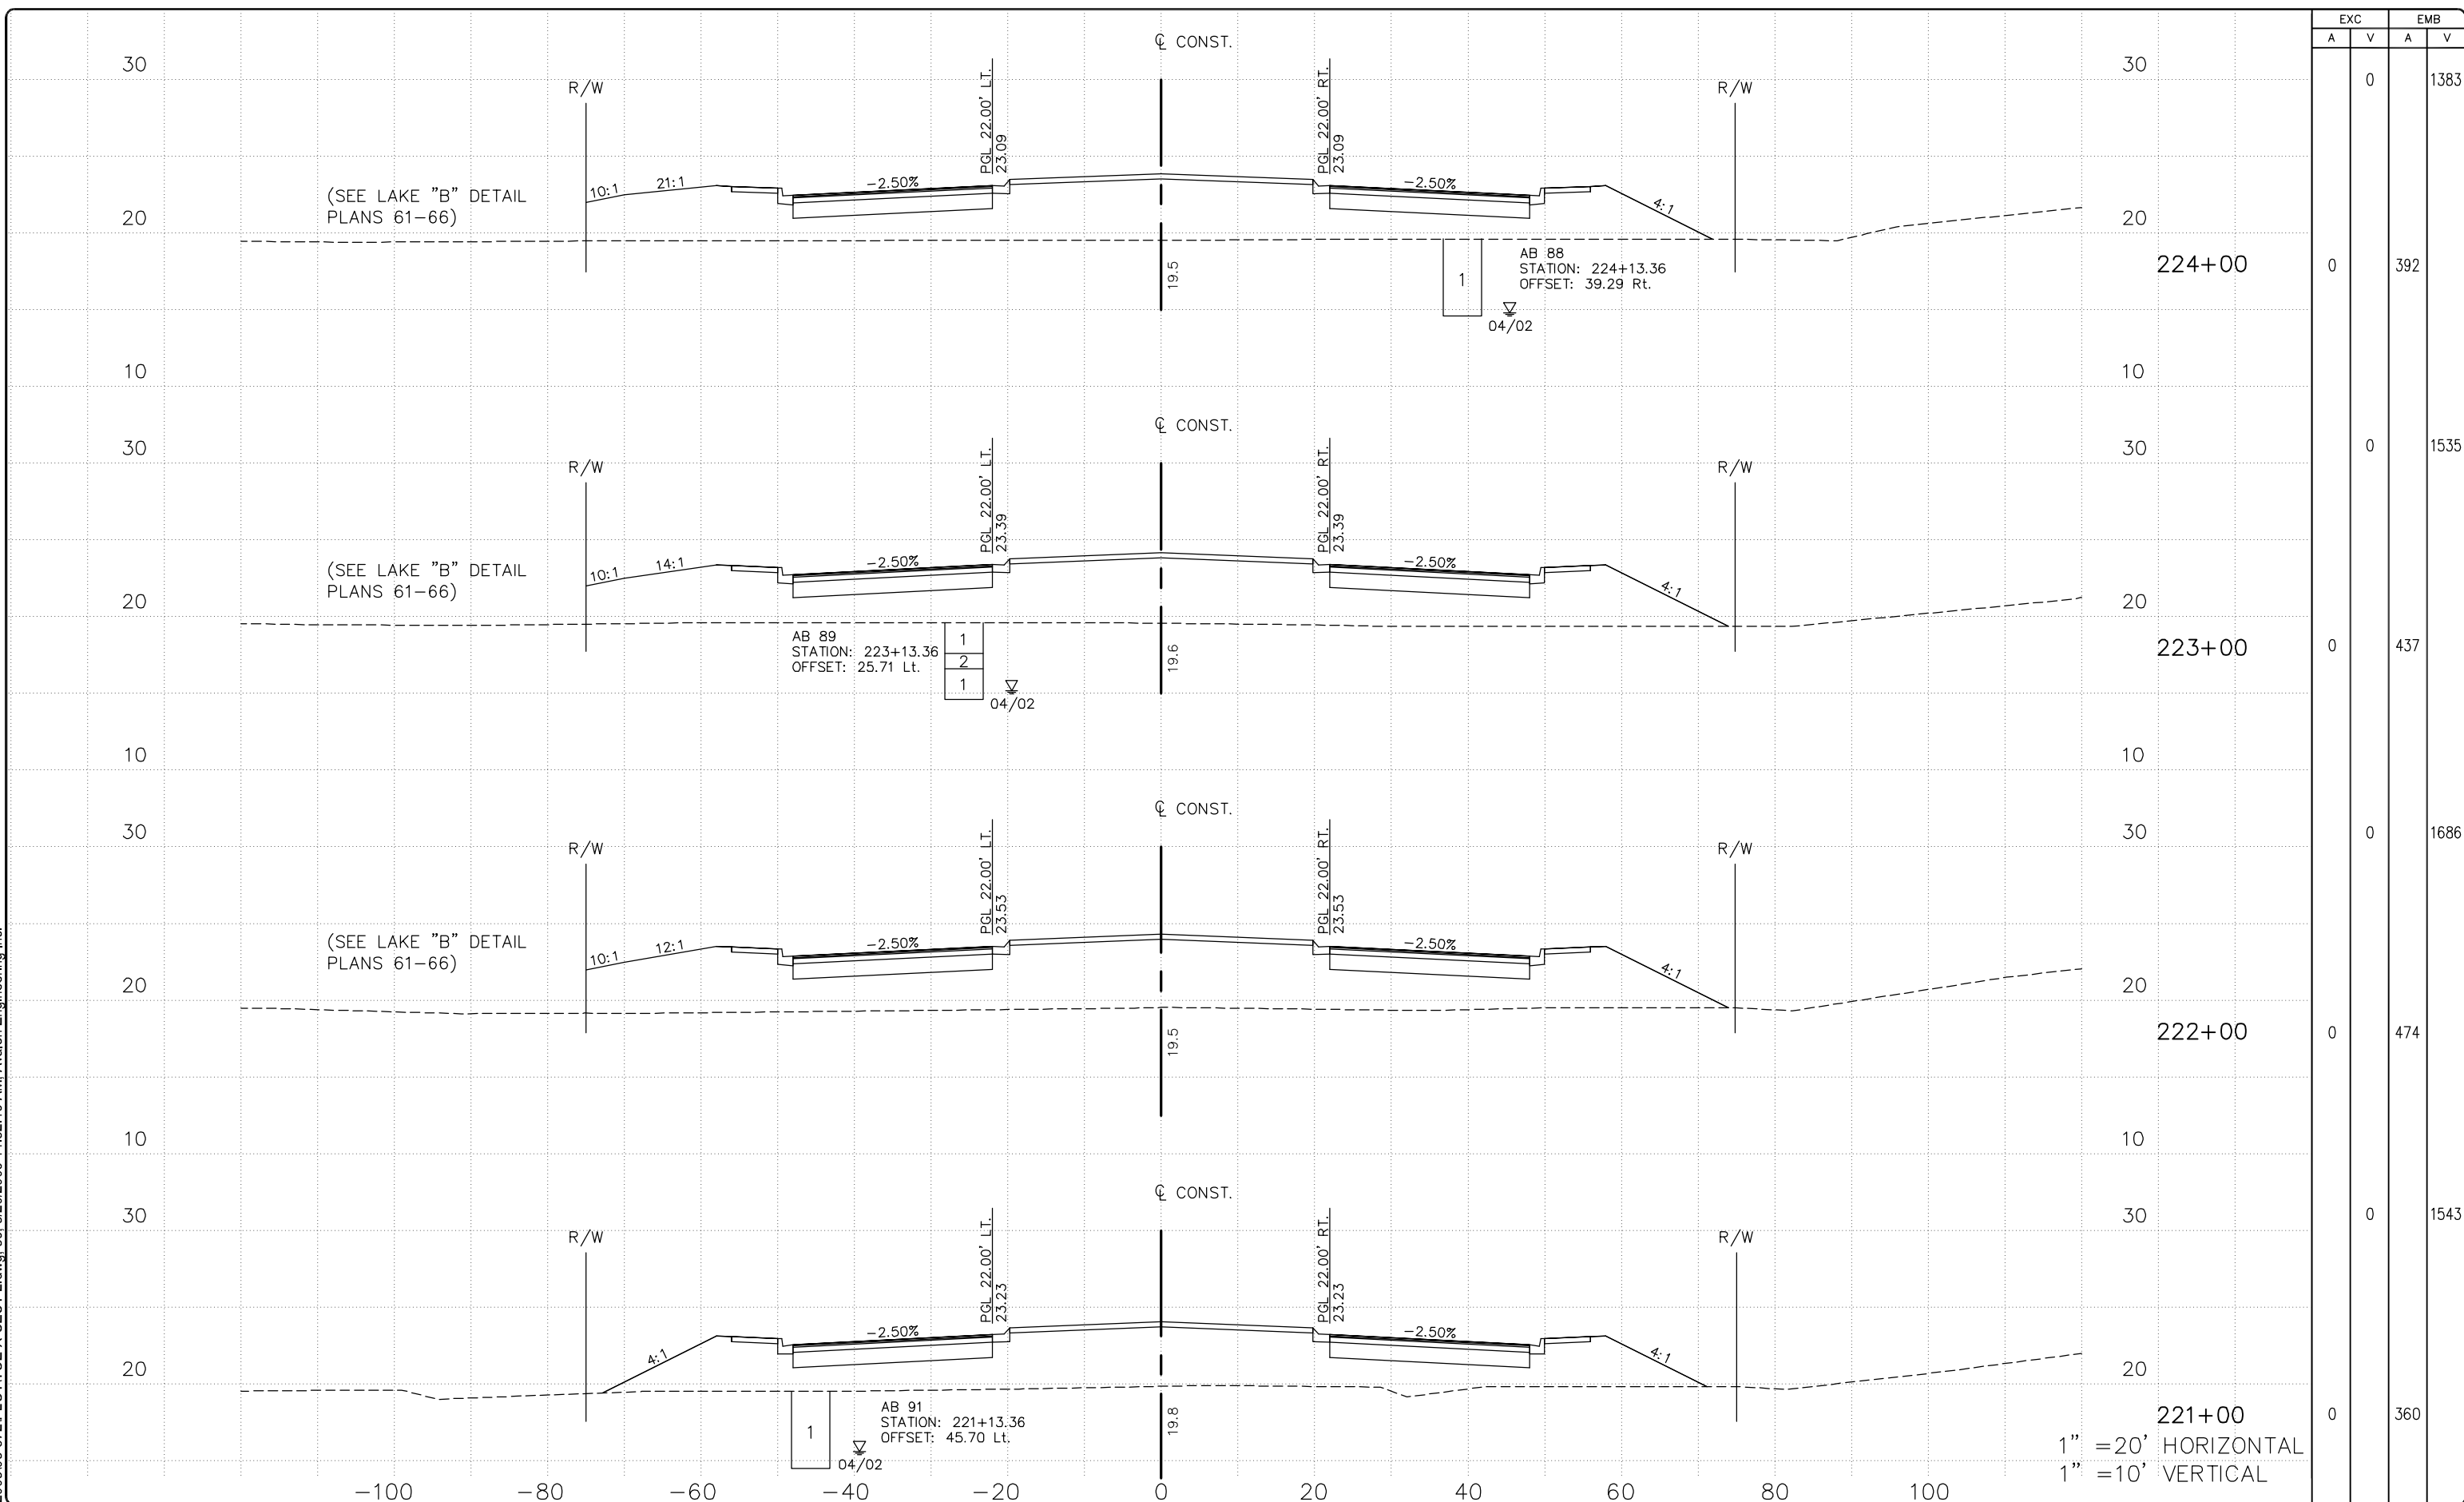 EXC EMB
A V A V
℄ CONST.
30 30
R/W R/W
PGL 22.00' LT.
23.09
PGL 22.00' RT.
23.09
0 1383
(SEE LAKE "B" DETAIL
PLANS 61-66)
10:1 21:1 -2.50% -2.50% 4:1
20 20
19.5
1
AB 88
STATION: 224+13.36
OFFSET: 39.29 Rt.
04/02
224+00 0 392
10 10
℄ CONST.
30 30
R/W R/W
PGL 22.00' LT.
23.39
PGL 22.00' RT.
23.39
0 1535
(SEE LAKE "B" DETAIL
PLANS 61-66)
10:1 14:1 -2.50% -2.50% 4:1
20 20
AB 89
STATION: 223+13.36
OFFSET: 25.71 Lt.
1
2
1
04/02
19.6
223+00 0 437
10 10
℄ CONST.
30 30
R/W R/W
PGL 22.00' LT.
23.53
PGL 22.00' RT.
23.53
0 1686
(SEE LAKE "B" DETAIL
PLANS 61-66)
10:1 12:1 -2.50% -2.50% 4:1
20 20
19.5
222+00 0 474
10 10
℄ CONST.
30 30
R/W R/W
PGL 22.00' LT.
23.23
PGL 22.00' RT.
23.23
0 1543
4:1 -2.50% -2.50% 4:1
20 20
1
AB 91
STATION: 221+13.36
OFFSET: 45.70 Lt.
04/02
19.8
221+00 0 360
1" =20' HORIZONTAL
1" =10' VERTICAL
-100 -80 -60 -40 -20 0 20 40 60 80 100